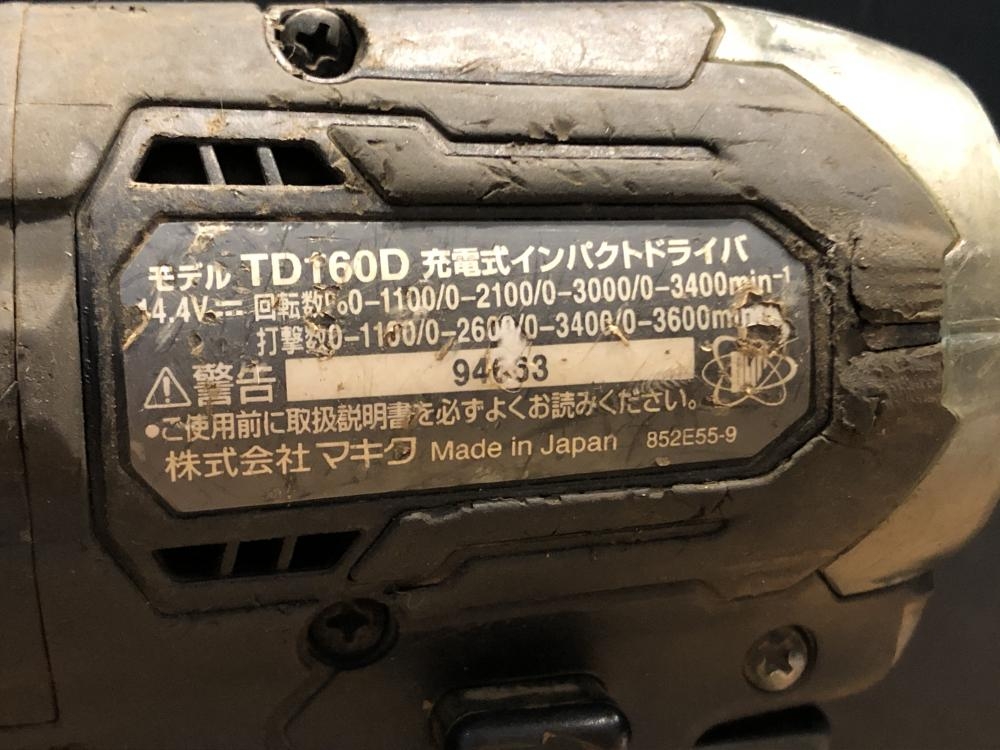 モデル TD160D 充電式インパクトドライバ
14.4V⎓ 回転数 0-1100/0-2100/0-3000/0-3400min-¹
打撃数0-1100/0-2600/0-3400/0-3600min-¹
⚠警告
●ご使用前に取扱説明書を必ずよくお読みください。
株式会社マキタ Made in Japan 852E55-9